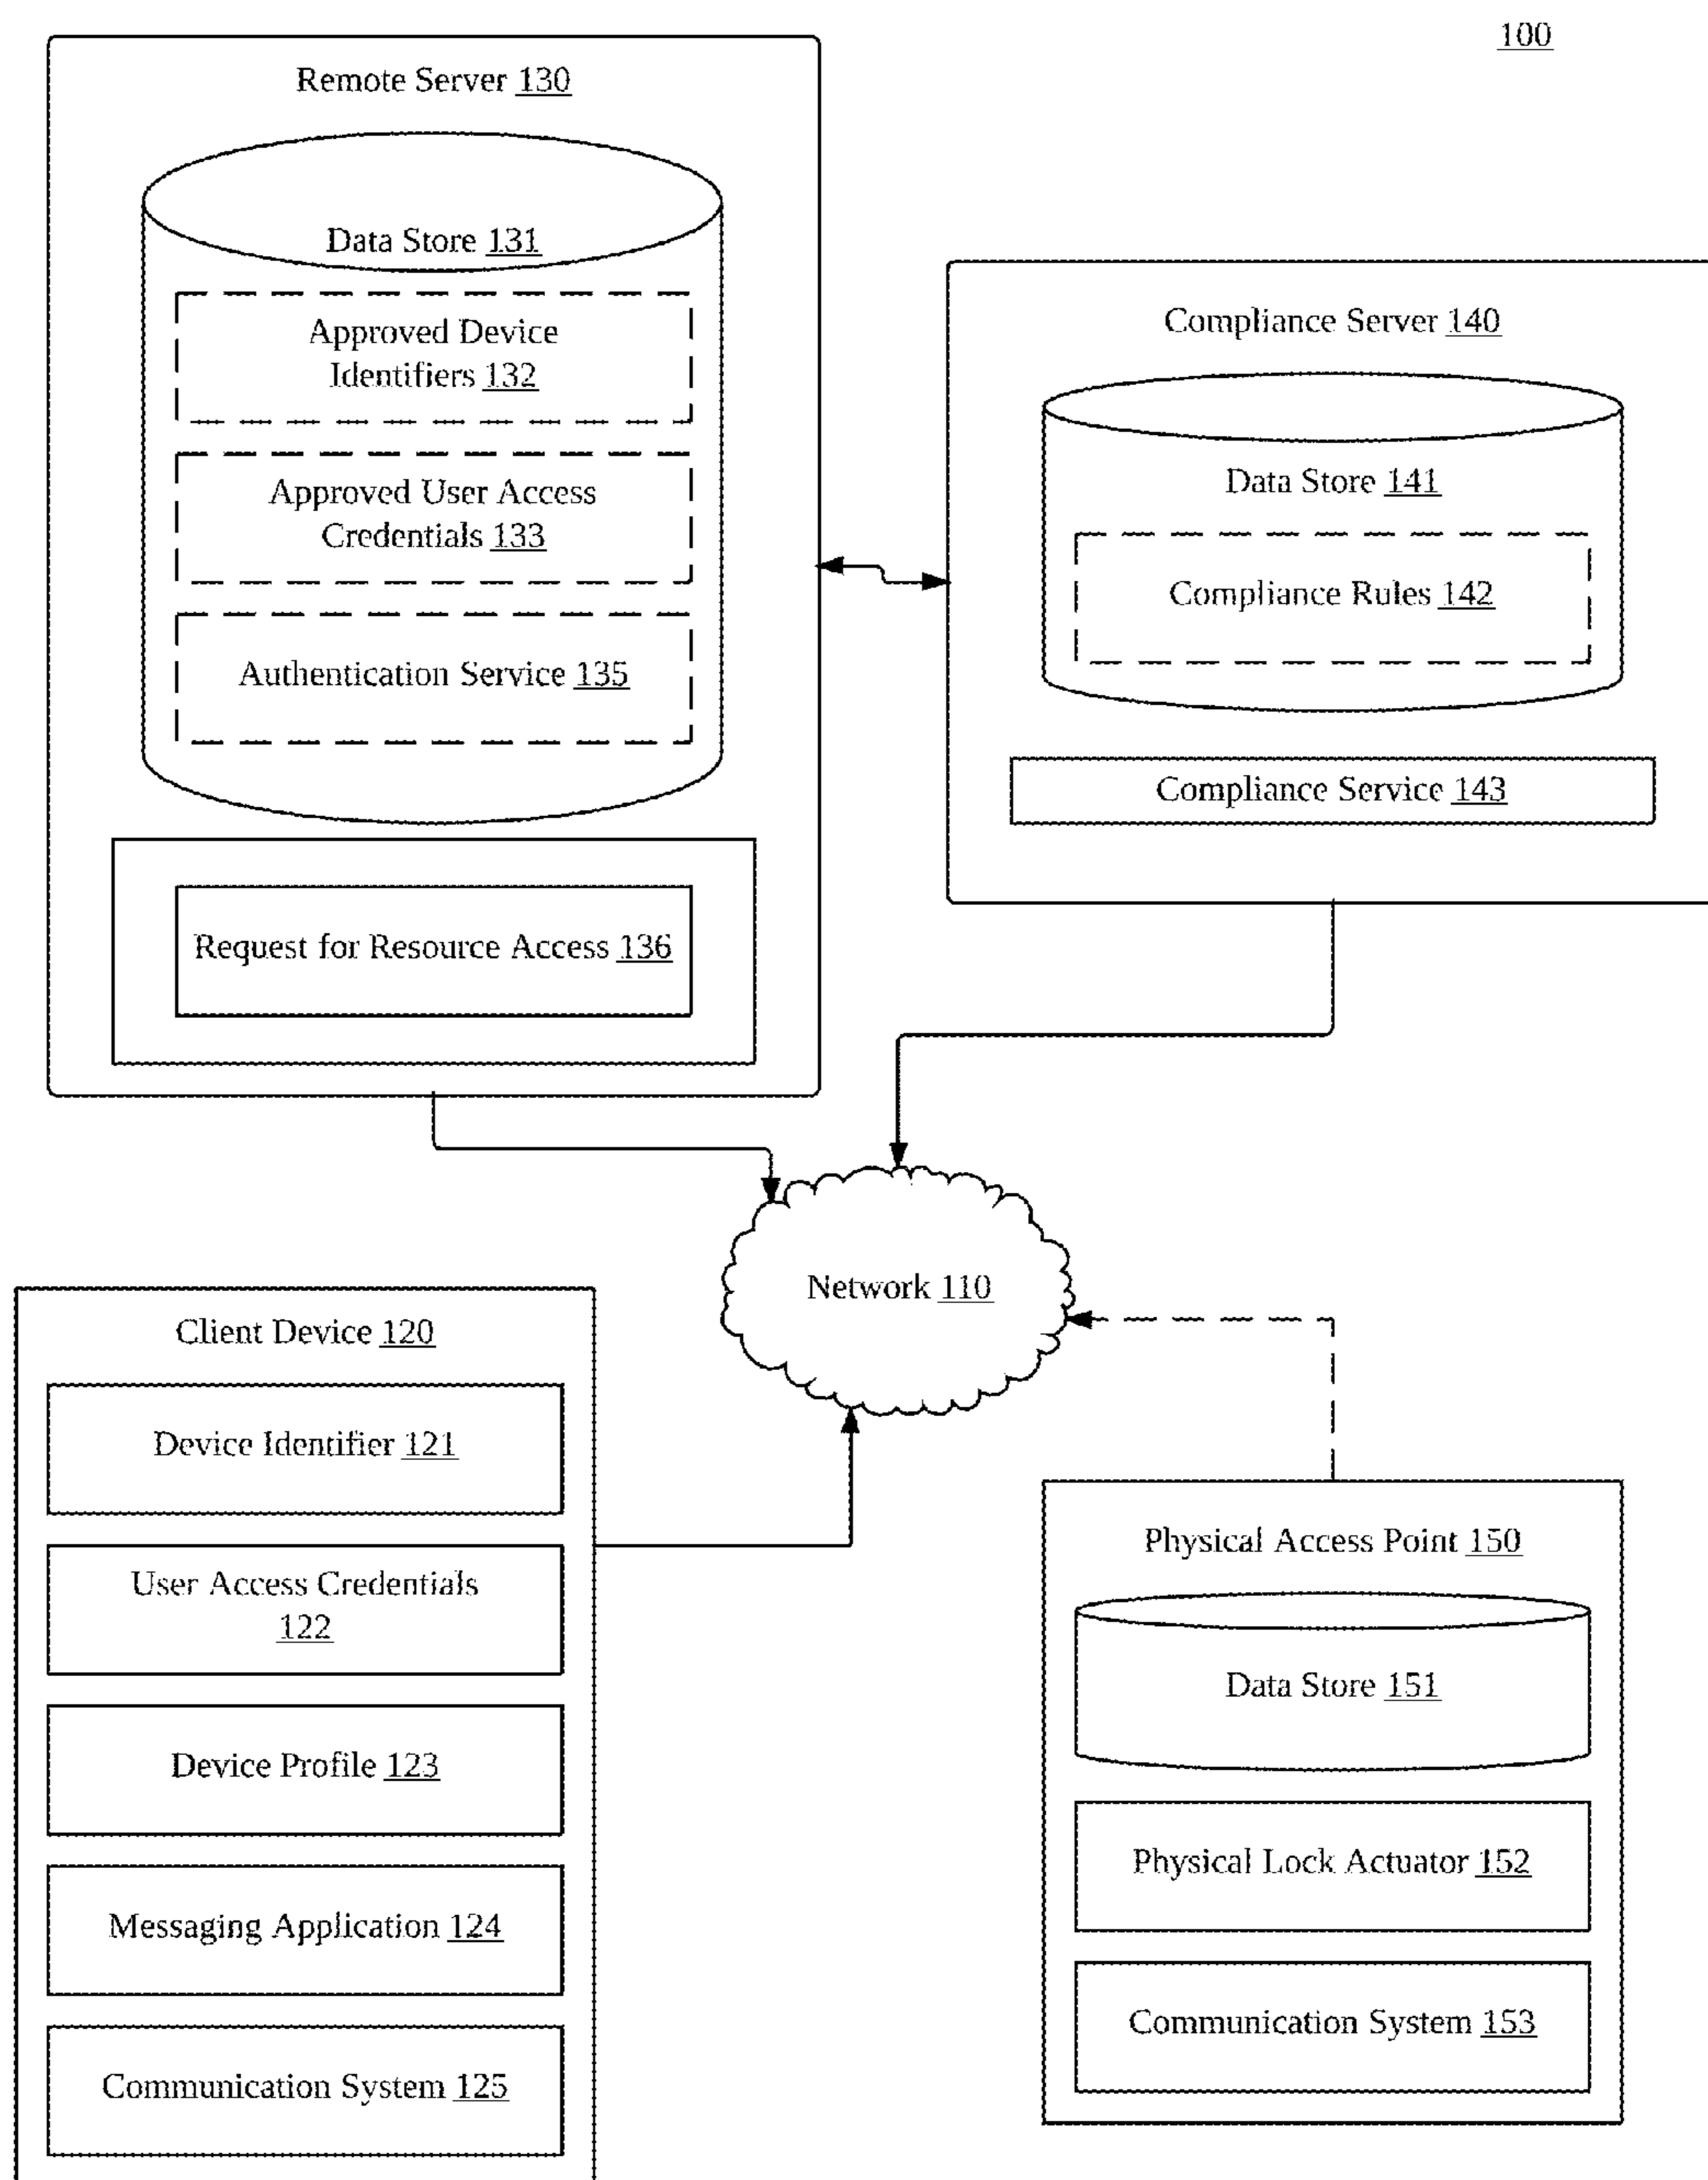 100
Remote Server 130
Data Store 131
Approved Device
Identifiers 132
Approved User Access
Credentials 133
Authentication Service 135
Request for Resource Access 136
Compliance Server 140
Data Store 141
Compliance Rules 142
Compliance Service 143
Network 110
Client Device 120
Device Identifier 121
User Access Credentials
122
Device Profile 123
Messaging Application 124
Communication System 125
Physical Access Point 150
Data Store 151
Physical Lock Actuator 152
Communication System 153